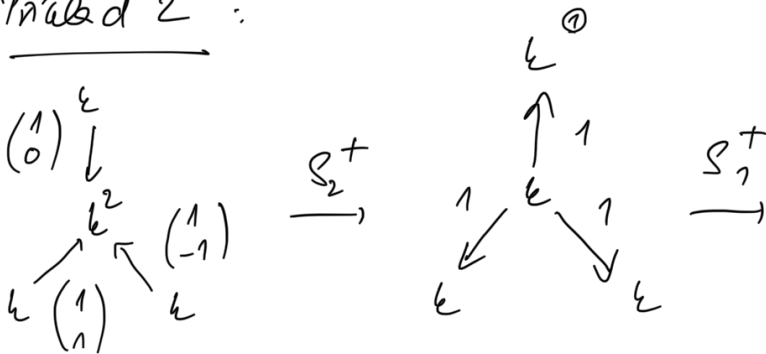 Příklad 2 :
k ①
k
(1 0)
1
S₂⁺
S₁⁺
k²
(1 -1)
1 k 1
k (1 1) k
k k